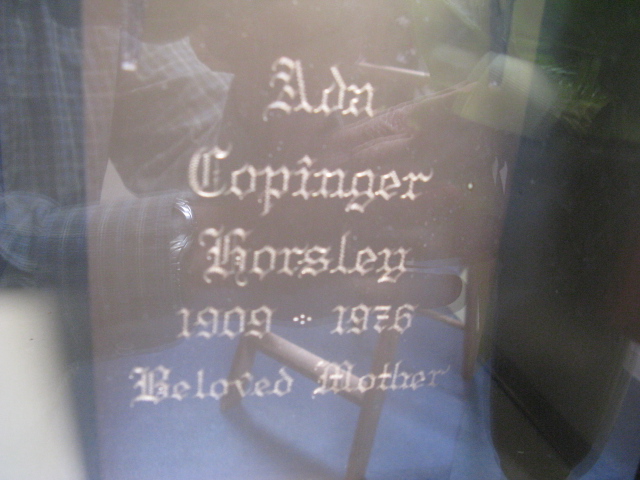 Ada
Copinger
Horsley
1909 ⁘ 1976
Beloved Mother